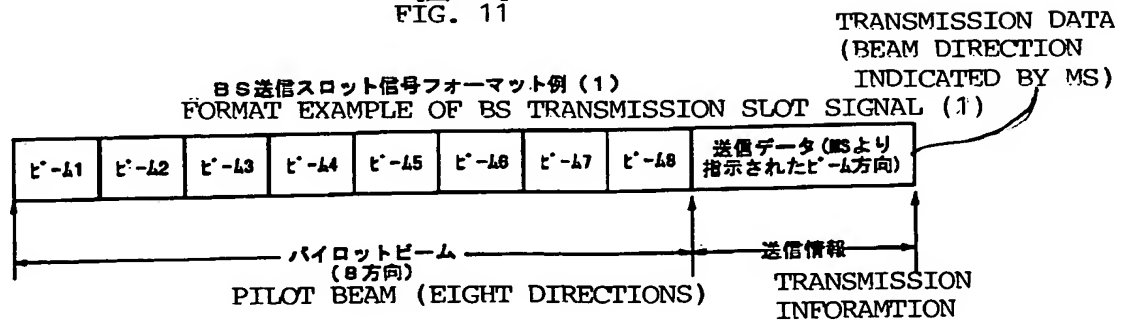 FIG. 11
TRANSMISSION DATA
(BEAM DIRECTION
INDICATED BY MS)
BS送信スロット信号フォーマット例(1)
FORMAT EXAMPLE OF BS TRANSMISSION SLOT SIGNAL (1)
ビーム1 ビーム2 ビーム3 ビーム4 ビーム5 ビーム6 ビーム7 ビーム8
送信データ(MSより
指示されたビーム方向)
パイロットビーム
(8方向)
PILOT BEAM (EIGHT DIRECTIONS)
送信情報
TRANSMISSION
INFORAMTION